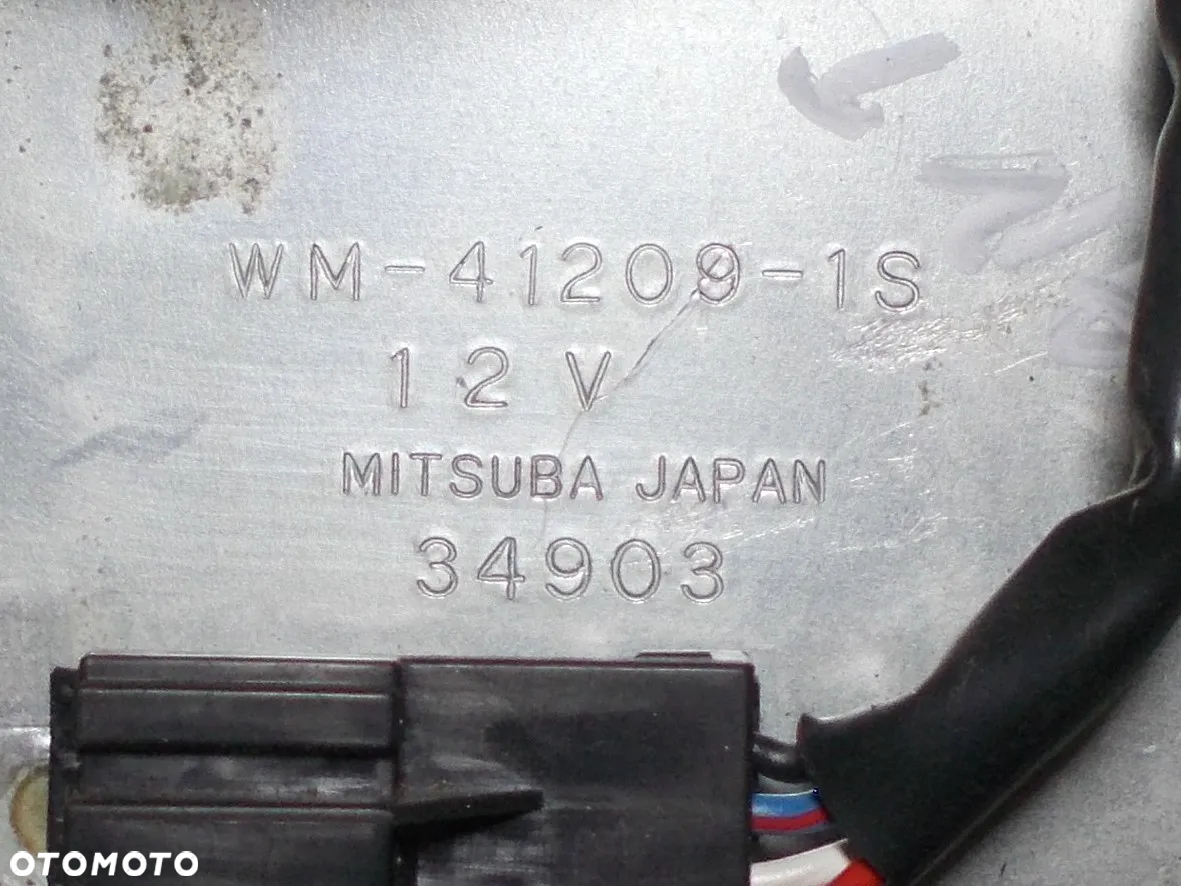 WM-41209-1S
12V
MITSUBA JAPAN
34903
OTOMOTO